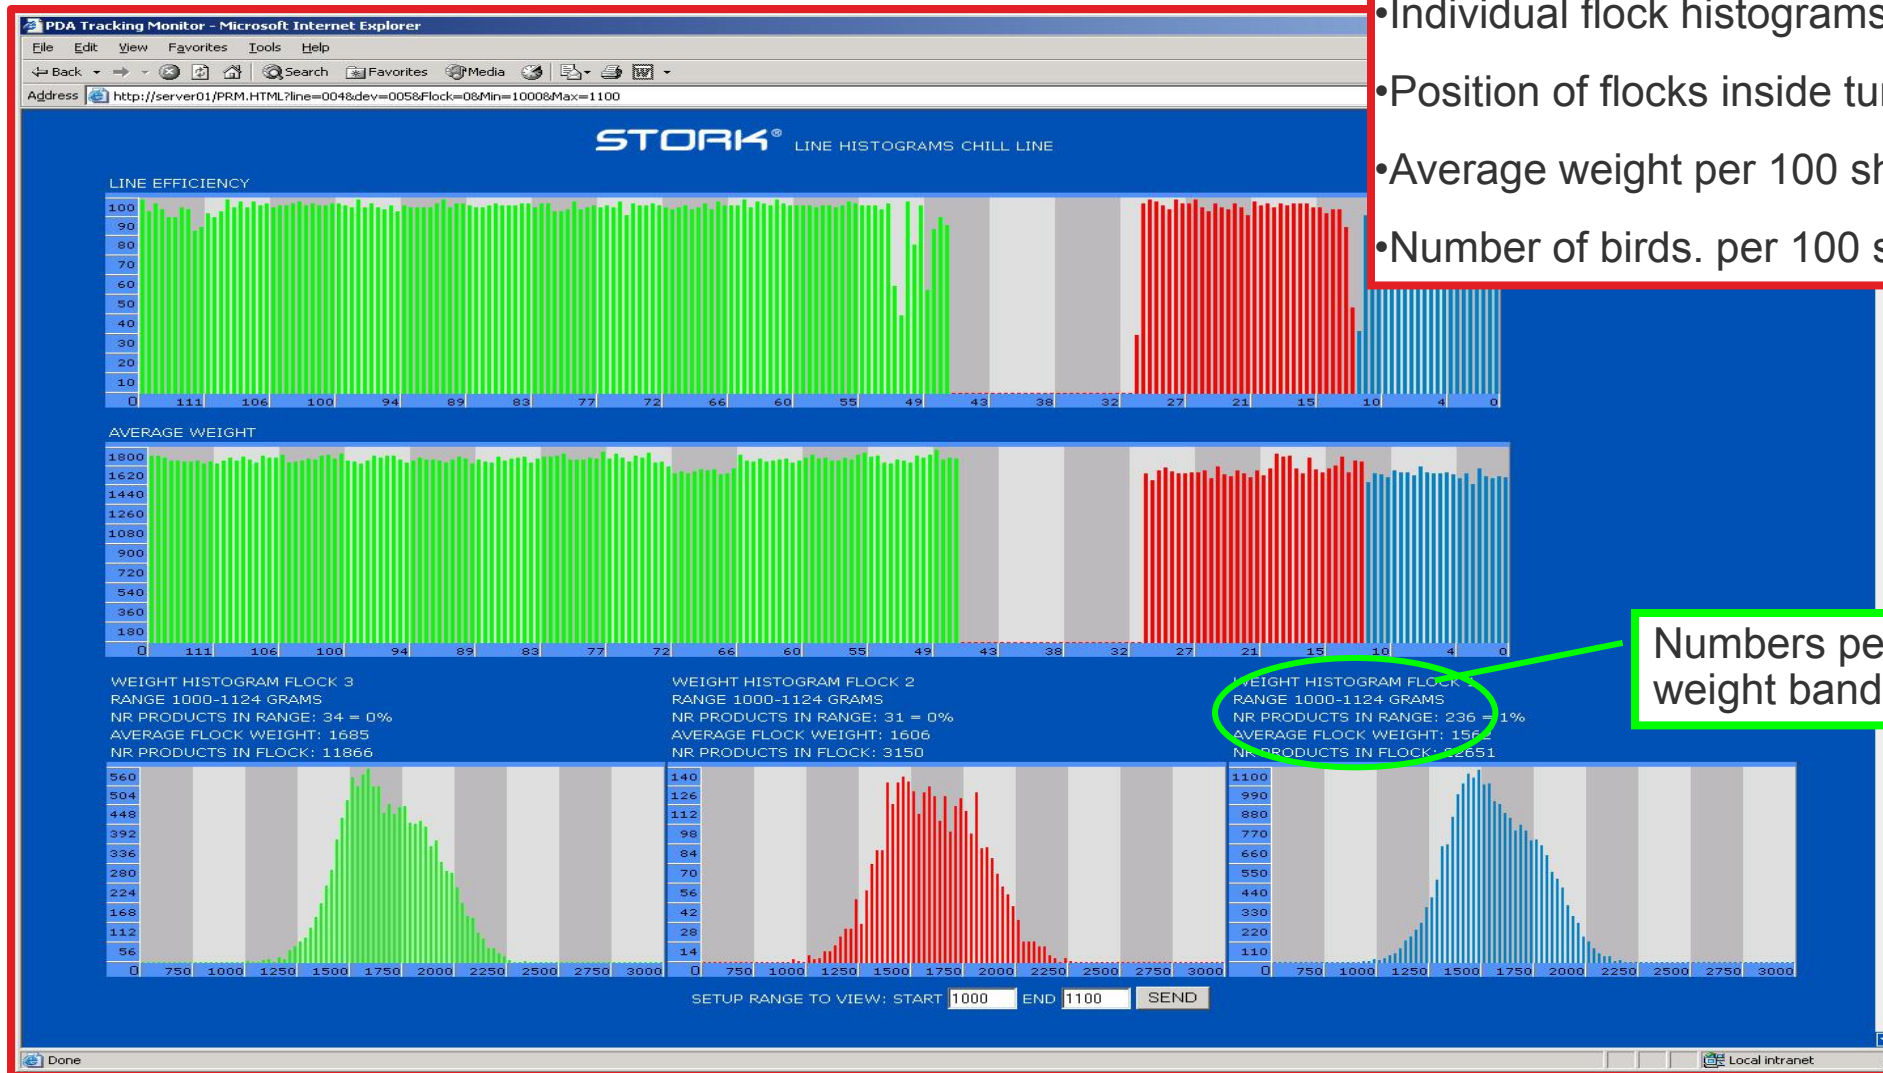 PDA Tracking Monitor - Microsoft Internet Explorer
File Edit View Favorites Tools Help
Back Search Favorites Media
Address http://server01/PRM.HTML?line=004&dev=005&Flock=0&Min=1000&Max=1100
•Individual flock histograms
•Position of flocks inside
•Average weight per 100
•Number of birds. per 100
STORK® LINE HISTOGRAMS CHILL LINE
LINE EFFICIENCY
100
90
80
70
60
50
40
30
20
10
0 111 106 100 94 89 83 77 72 66 60 55 49 43 38 32 27 21 15 10 4 0
AVERAGE WEIGHT
1800
1620
1440
1260
1080
900
720
540
360
180
0 111 106 100 94 89 83 77 72 66 60 55 49 43 38 32 27 21 15 10 4 0
Numbers
weight band
WEIGHT HISTOGRAM FLOCK 3
RANGE 1000-1124 GRAMS
NR PRODUCTS IN RANGE: 34 = 0%
AVERAGE FLOCK WEIGHT: 1685
NR PRODUCTS IN FLOCK: 11866
560
504
448
392
336
280
224
168
112
56
0 750 1000 1250 1500 1750 2000 2250 2500 2750 3000
WEIGHT HISTOGRAM FLOCK 2
RANGE 1000-1124 GRAMS
NR PRODUCTS IN RANGE: 31 = 0%
AVERAGE FLOCK WEIGHT: 1606
NR PRODUCTS IN FLOCK: 3150
140
126
112
98
84
70
56
42
28
14
0 750 1000 1250 1500 1750 2000 2250 2500 2750 3000
WEIGHT HISTOGRAM FLOCK
RANGE 1000-1124 GRAMS
NR PRODUCTS IN RANGE: 236 = 1%
AVERAGE FLOCK WEIGHT: 1562
NR PRODUCTS IN FLOCK: 22651
1100
990
880
770
660
550
440
330
220
110
0 750 1000 1250 1500 1750 2000 2250 2500 2750 3000
SETUP RANGE TO VIEW: START 1000 END 1100 SEND
Done Local intranet